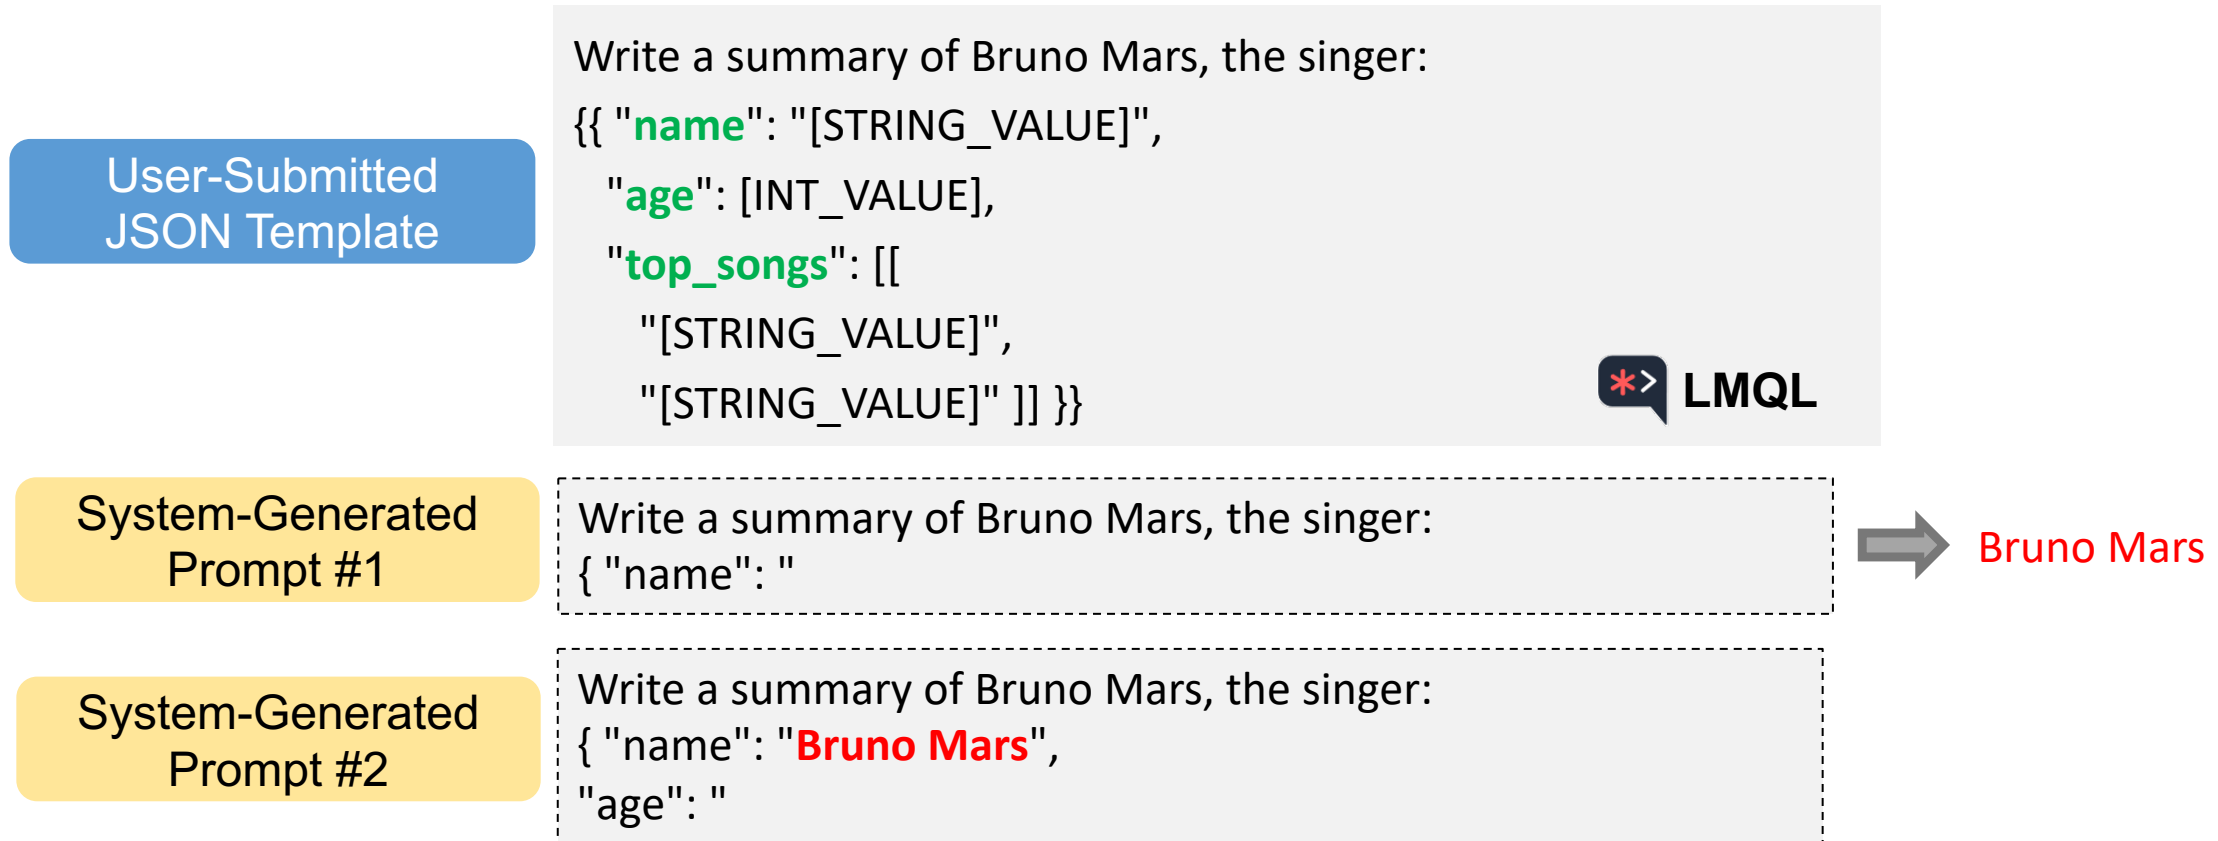 Write a summary of Bruno Mars, the singer:
{{ "name": "[STRING_VALUE]",
"age": [INT_VALUE],
"top_songs": [[
"[STRING_VALUE]",
"[STRING_VALUE]" ]] }}
User-Submitted
JSON Template
*> LMQL
System-Generated
Prompt #1
Write a summary of Bruno Mars, the singer:
{ "name": "
Bruno Mars
System-Generated
Prompt #2
Write a summary of Bruno Mars, the singer:
{ "name": "Bruno Mars",
"age": "